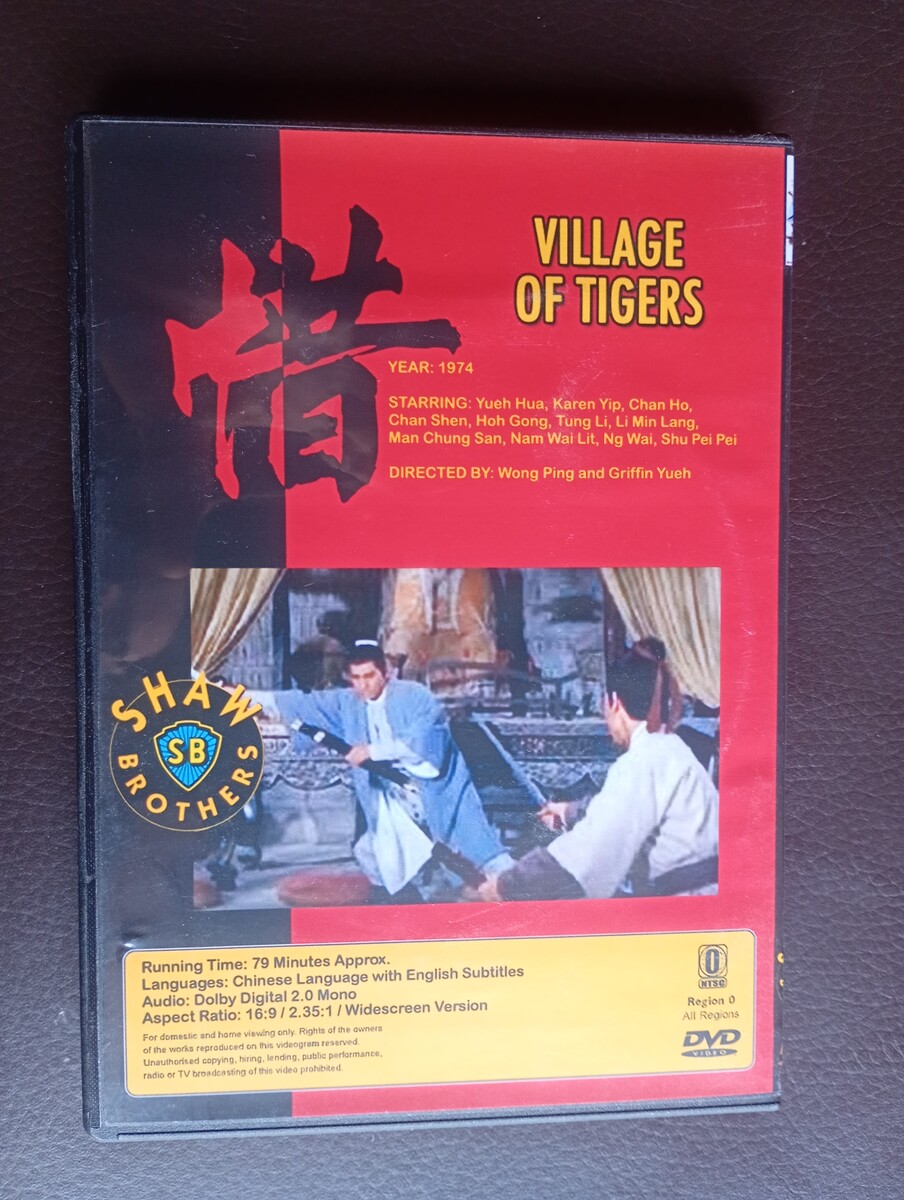 惜
VILLAGE
OF TIGERS
YEAR: 1974
STARRING: Yueh Hua, Karen Yip, Chan Ho,
Chan Shen, Hoh Gong, Tung Li, Li Min Lang,
Man Chung San, Nam Wai Lit, Ng Wai, Shu Pei Pei
DIRECTED BY: Wong Ping and Griffin Yueh
SHAW
SB
BROTHERS
Running Time: 79 Minutes Approx.
Languages: Chinese Language with English Subtitles
Audio: Dolby Digital 2.0 Mono
Aspect Ratio: 16:9 / 2.35:1 / Widescreen Version
For domestic and home viewing only. Rights of the owners
of the works reproduced on this videogram reserved.
Unauthorised copying, hiring, lending, public performance,
radio or TV broadcasting of this video prohibited.
0
NTSC
Region 0
All Regions
DVD
VIDEO